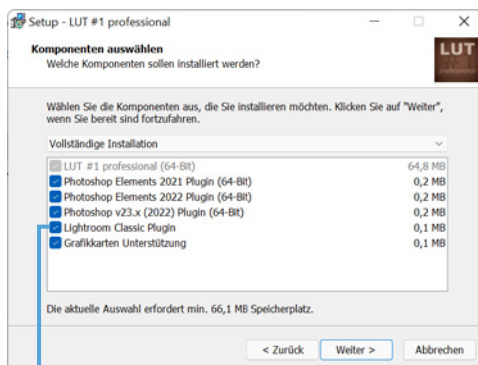 Setup - LUT #1 professional
Komponenten auswählen
Welche Komponenten sollen installiert werden?
LUT
#1
Wählen Sie die Komponenten aus, die Sie installieren möchten. Klicken Sie auf "Weiter",
wenn Sie bereit sind fortzufahren.
Vollständige Installation
LUT #1 professional (64-Bit) 64,8 MB
Photoshop Elements 2021 Plugin (64-Bit) 0,2 MB
Photoshop Elements 2022 Plugin (64-Bit) 0,2 MB
Photoshop v23.x (2022) Plugin (64-Bit) 0,2 MB
Lightroom Classic Plugin 0,1 MB
Grafikkarten Unterstützung 0,1 MB
Die aktuelle Auswahl erfordert min. 66,1 MB Speicherplatz.
< Zurück Weiter > Abbrechen